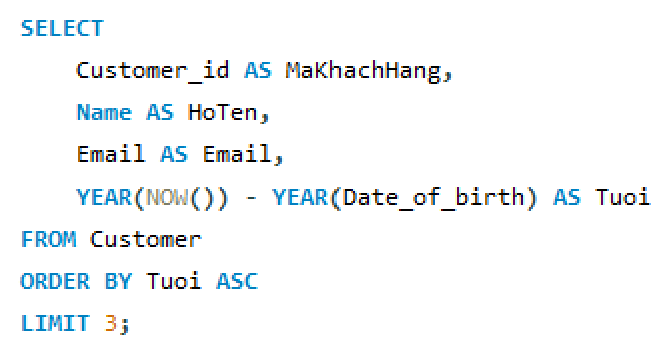 SELECT
Customer_id AS MaKhachHang,
Name AS HoTen,
Email AS Email,
YEAR(NOW()) - YEAR(Date_of_birth) AS Tuoi
FROM Customer
ORDER BY Tuoi ASC
LIMIT 3;